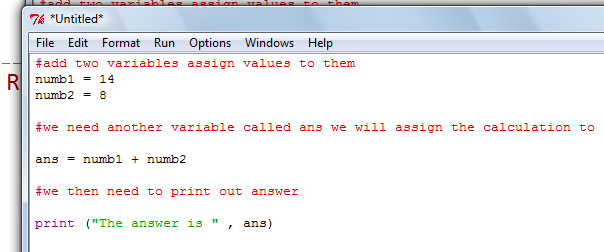 #add two variables assign values to them
*Untitled*
File Edit Format Run Options Windows Help
#add two variables assign values to them
numb1 = 14
R
numb2 = 8
#we need another variable called ans we will assign the calculation to
ans = numb1 + numb2
#we then need to print out answer
print ("The answer is " , ans)